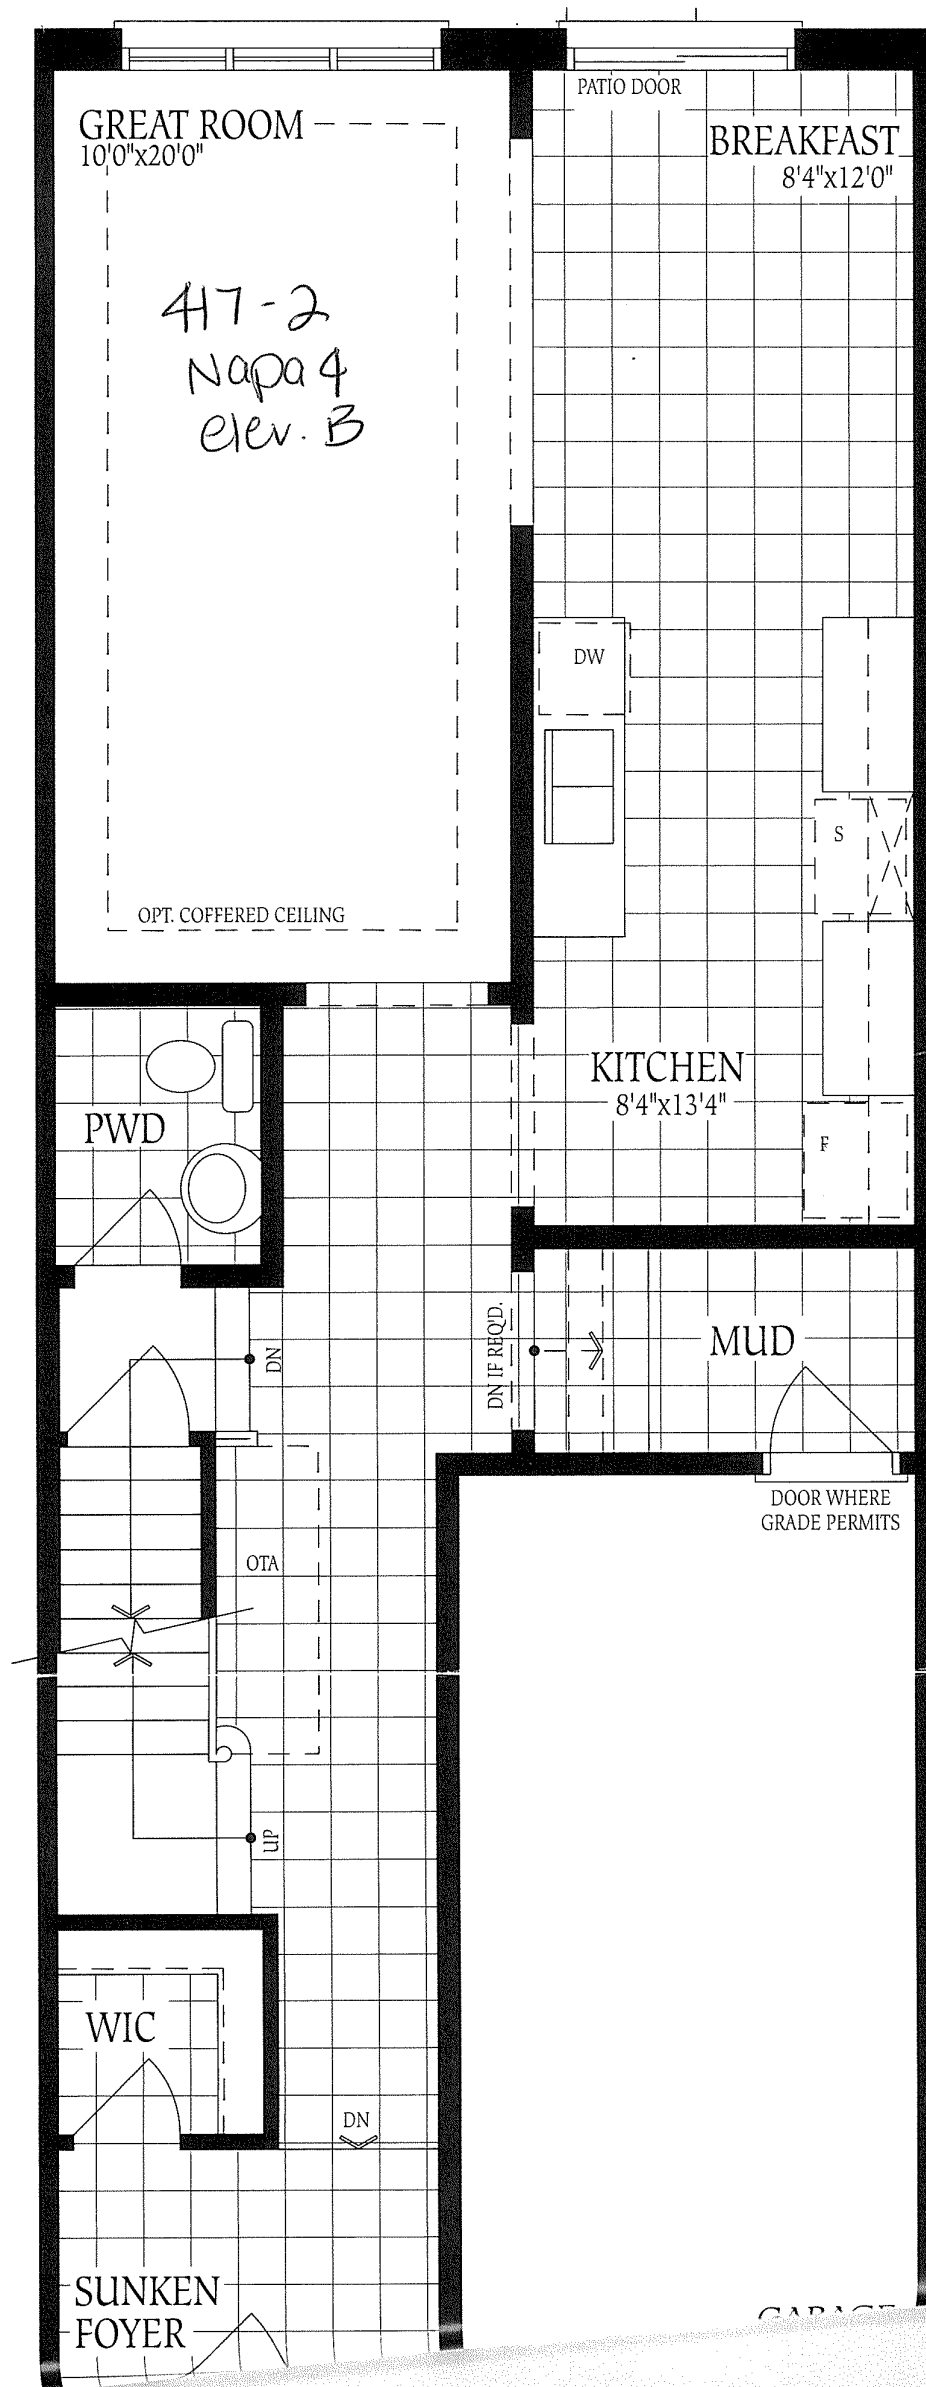 PATIO DOOR
GREAT ROOM
10'0"x20'0"
BREAKFAST
8'4"x12'0"
417-2
Napa 4
elev. B
DW
S
OPT. COFFERED CEILING
KITCHEN
8'4"x13'4"
F
PWD
DN
DN IF REQ'D.
MUD
DOOR WHERE
GRADE PERMITS
OTA
UP
WIC
DN
SUNKEN
FOYER
GARAGE